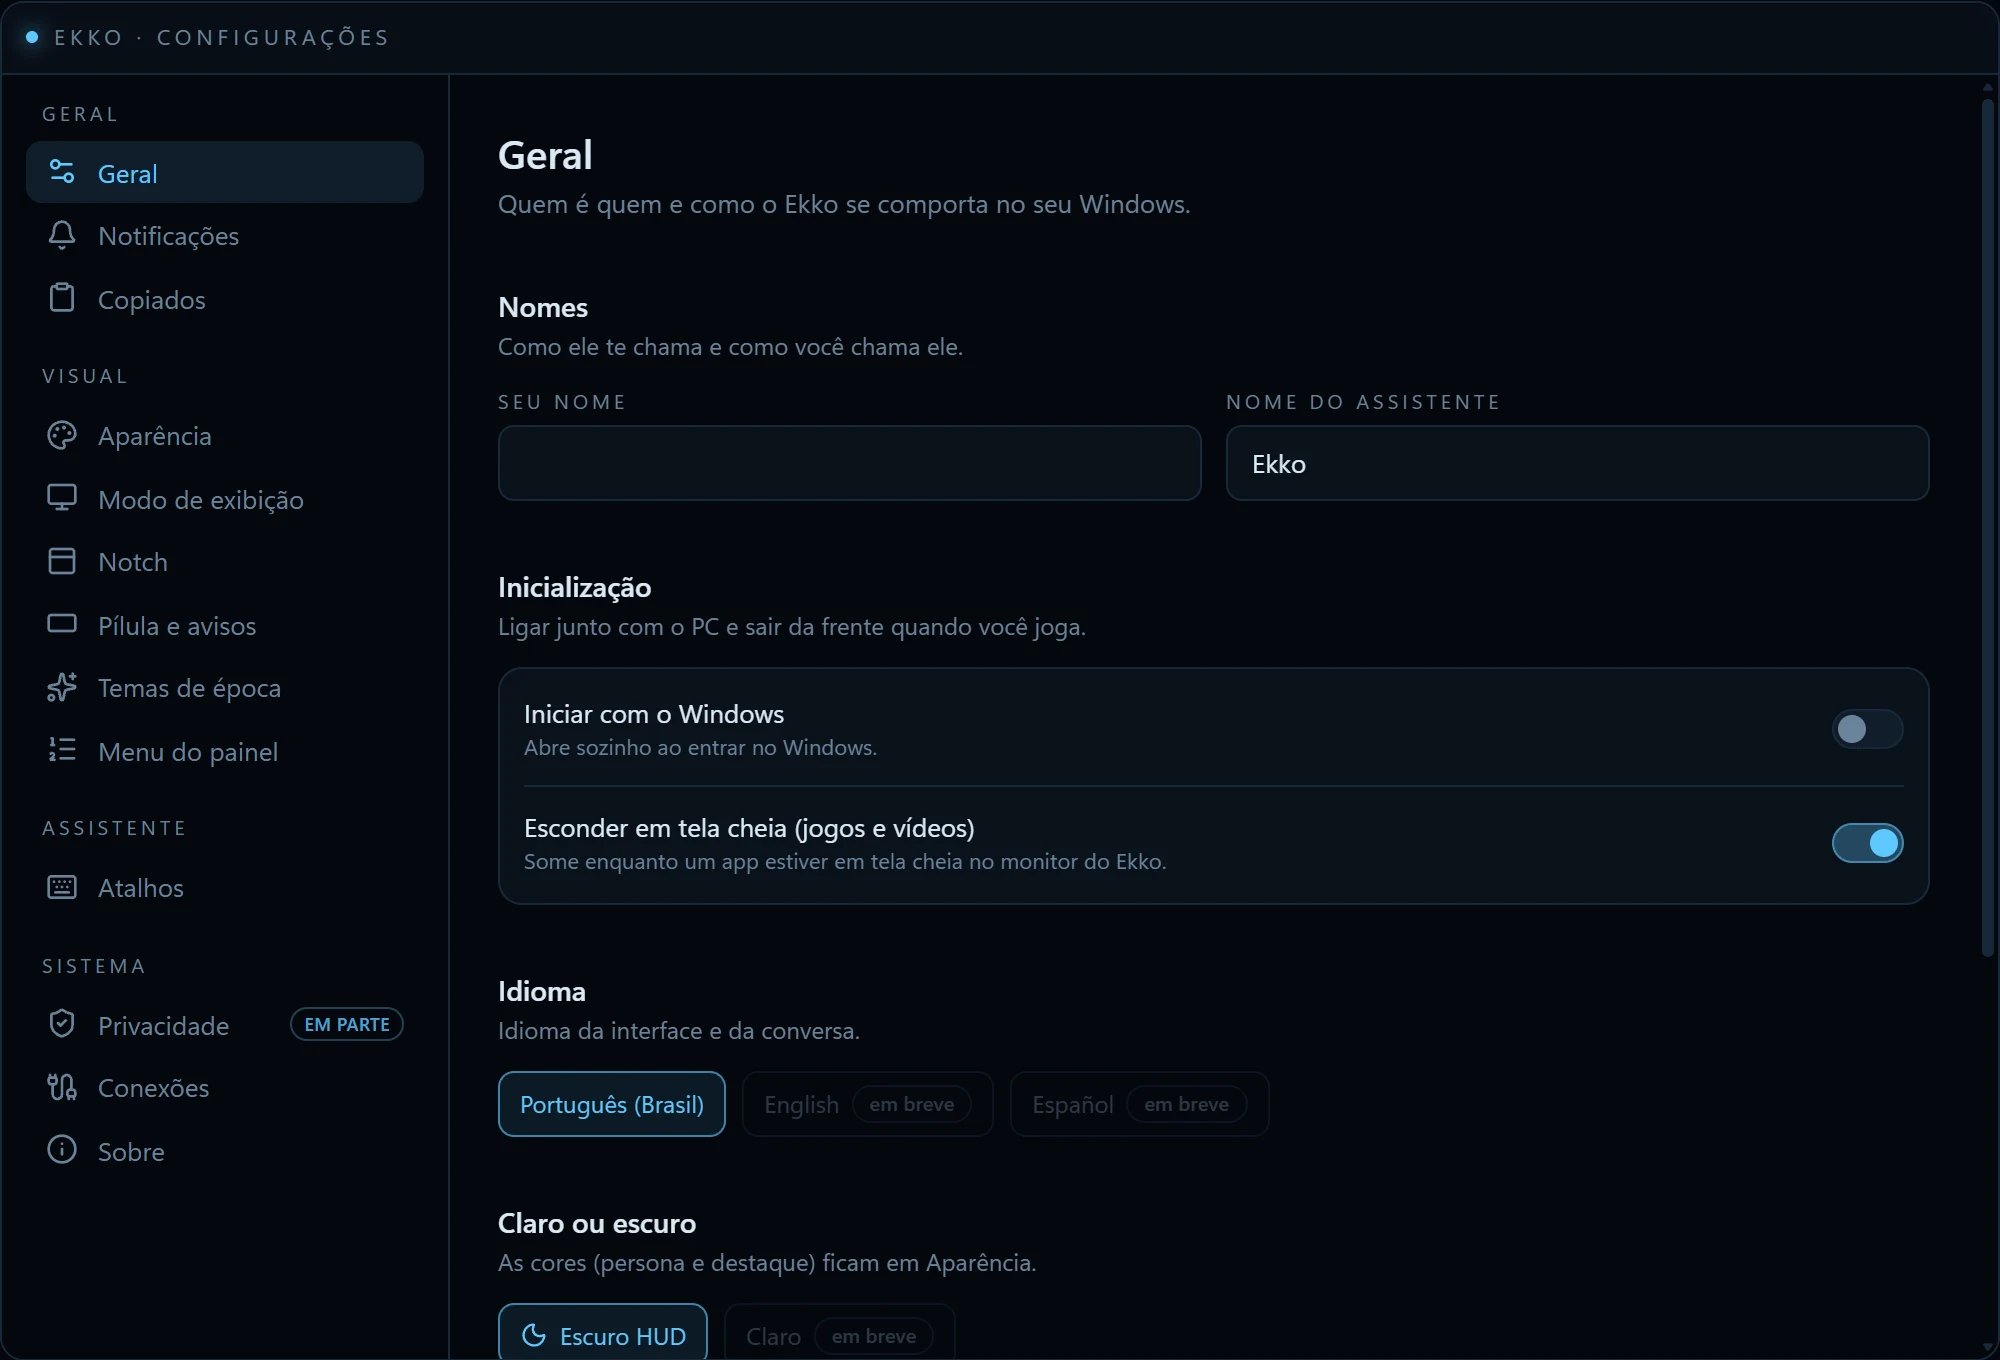 EKKO · CONFIGURAÇÕES
GERAL
Geral
Notificações
Copiados
VISUAL
Aparência
Modo de exibição
Notch
Pílula e avisos
Temas de época
Menu do painel
ASSISTENTE
Atalhos
SISTEMA
Privacidade EM PARTE
Conexões
Sobre
Geral
Quem é quem e como o Ekko se comporta no seu Windows.
Nomes
Como ele te chama e como você chama ele.
SEU NOME
NOME DO ASSISTENTE
Ekko
Inicialização
Ligar junto com o PC e sair da frente quando você joga.
Iniciar com o Windows
Abre sozinho ao entrar no Windows.
Esconder em tela cheia (jogos e vídeos)
Some enquanto um app estiver em tela cheia no monitor do Ekko.
Idioma
Idioma da interface e da conversa.
Português (Brasil) English em breve Español em breve
Claro ou escuro
As cores (persona e destaque) ficam em Aparência.
Escuro HUD Claro em breve